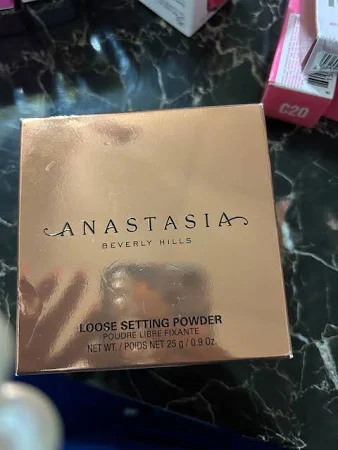 C20
ANASTASIA
BEVERLY HILLS
LOOSE SETTING POWDER
POUDRE LIBRE FIXANTE
NET WT. / POIDS NET 25 g / 0.9 Oz.